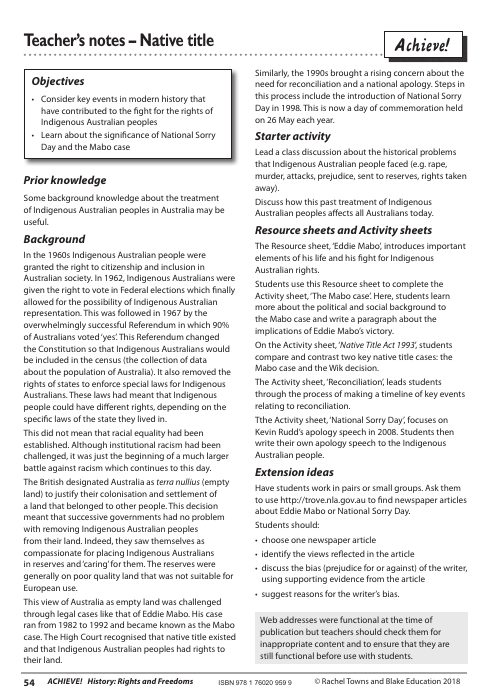 Teacher's notes – Native title
Achieve!
Objectives
• Consider key events in modern history that
have contributed to the fight for the rights of
Indigenous Australian peoples
• Learn about the significance of National Sorry
Day and the Mabo case
Prior knowledge
Some background knowledge about the treatment
of Indigenous Australian peoples in Australia may be
useful.
Background
In the 1960s Indigenous Australian people were
granted the right to citizenship and inclusion in
Australian society. In 1962, Indigenous Australians were
given the right to vote in Federal elections which finally
allowed for the possibility of Indigenous Australian
representation. This was followed in 1967 by the
overwhelmingly successful Referendum in which 90%
of Australians voted 'yes'. This Referendum changed
the Constitution so that Indigenous Australians would
be included in the census (the collection of data
about the population of Australia). It also removed the
rights of states to enforce special laws for Indigenous
Australians. These laws had meant that Indigenous
people could have different rights, depending on the
specific laws of the state they lived in.
This did not mean that racial equality had been
established. Although institutional racism had been
challenged, it was just the beginning of a much larger
battle against racism which continues to this day.
The British designated Australia as terra nullius (empty
land) to justify their colonisation and settlement of
a land that belonged to other people. This decision
meant that successive governments had no problem
with removing Indigenous Australian peoples
from their land. Indeed, they saw themselves as
compassionate for placing Indigenous Australians
in reserves and 'caring' for them. The reserves were
generally on poor quality land that was not suitable for
European use.
This view of Australia as empty land was challenged
through legal cases like that of Eddie Mabo. His case
ran from 1982 to 1992 and became known as the Mabo
case. The High Court recognised that native title existed
and that Indigenous Australian peoples had rights to
their land.
Similarly, the 1990s brought a rising concern about the
need for reconciliation and a national apology. Steps in
this process include the introduction of National Sorry
Day in 1998. This is now a day of commemoration held
on 26 May each year.
Starter activity
Lead a class discussion about the historical problems
that Indigenous Australian people faced (e.g. rape,
murder, attacks, prejudice, sent to reserves, rights taken
away).
Discuss how this past treatment of Indigenous
Australian peoples affects all Australians today.
Resource sheets and Activity sheets
The Resource sheet, 'Eddie Mabo', introduces important
elements of his life and his fight for Indigenous
Australian rights.
Students use this Resource sheet to complete the
Activity sheet, 'The Mabo case'. Here, students learn
more about the political and social background to
the Mabo case and write a paragraph about the
implications of Eddie Mabo's victory.
On the Activity sheet, 'Native Title Act 1993', students
compare and contrast two key native title cases: the
Mabo case and the Wik decision.
The Activity sheet, 'Reconciliation', leads students
through the process of making a timeline of key events
relating to reconciliation.
Tthe Activity sheet, 'National Sorry Day', focuses on
Kevin Rudd's apology speech in 2008. Students then
write their own apology speech to the Indigenous
Australian people.
Extension ideas
Have students work in pairs or small groups. Ask them
to use http://trove.nla.gov.au to find newspaper articles
about Eddie Mabo or National Sorry Day.
Students should:
• choose one newspaper article
• identify the views reflected in the article
• discuss the bias (prejudice for or against) of the writer,
using supporting evidence from the article
• suggest reasons for the writer's bias.
Web addresses were functional at the time of
publication but teachers should check them for
inappropriate content and to ensure that they are
still functional before use with students.
54 ACHIEVE! History: Rights and Freedoms ISBN 978 1 76020 959 9 © Rachel Towns and Blake Education 2018